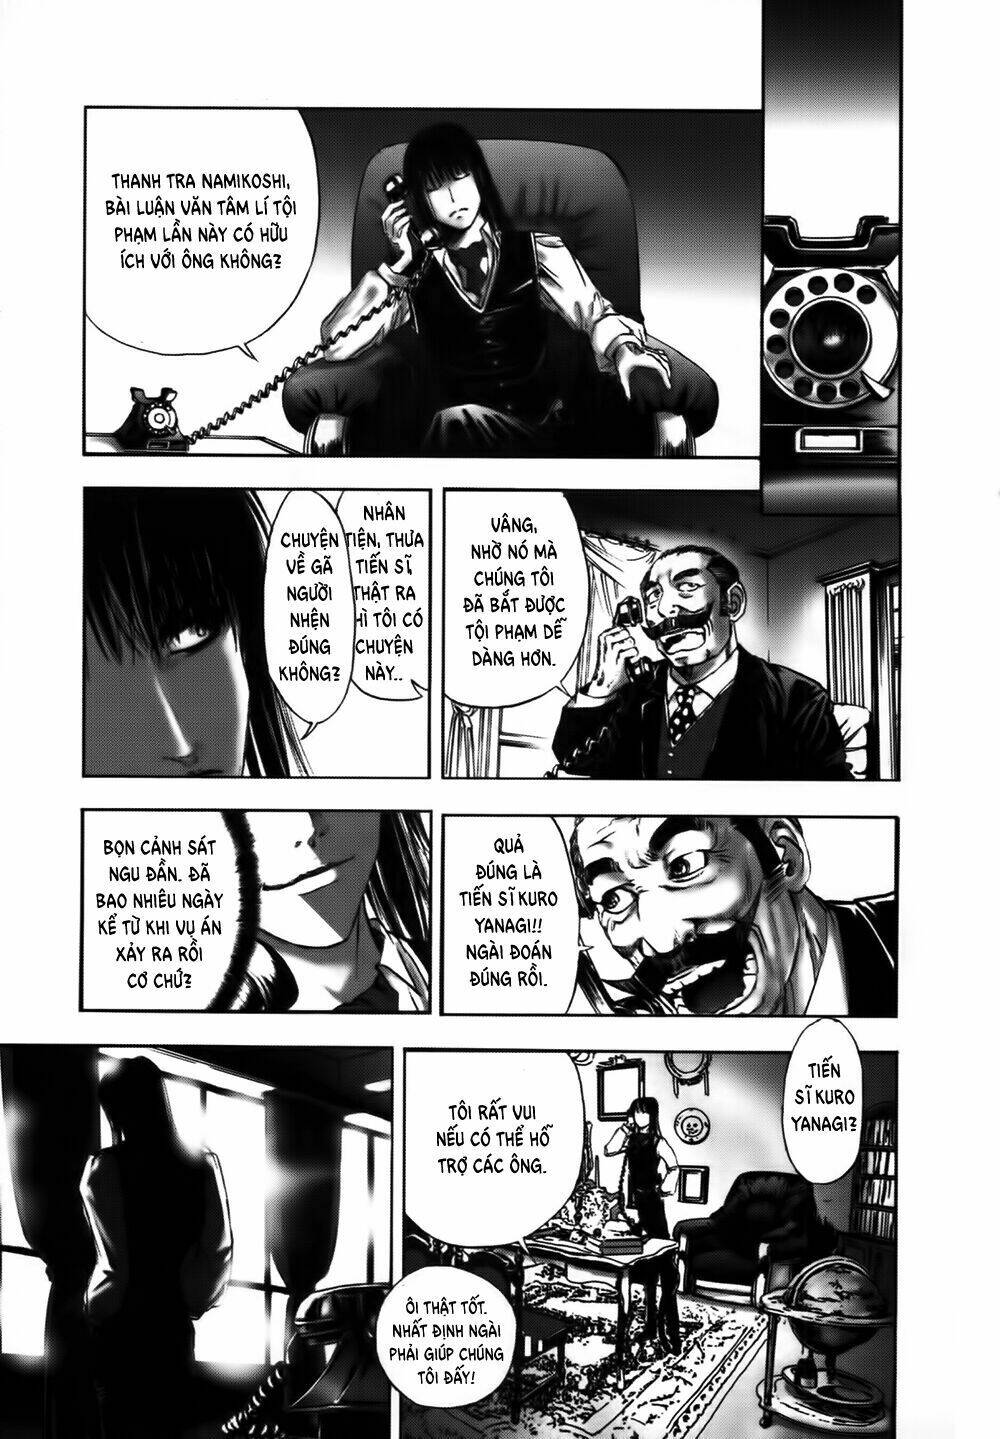 THANH TRA NAMIKOSHI,
BÀI LUẬN VĂN TÂM LÍ TỘI
PHẠM LẦN NÀY CÓ HỮU
ÍCH VỚI ÔNG KHÔNG?
VÂNG,
NHỜ NÓ MÀ
CHÚNG TÔI
ĐÃ BẮT ĐƯỢC
TỘI PHẠM DỄ
DÀNG HƠN.
NHÂN
TIỆN, THƯA
TIẾN SĨ,
THẬT RA
HÌ TÔI CÓ
CHUYỆN
NÀY..
CHUYỆN
VỀ GÃ
NGƯỜI
NHỆN
ĐÚNG
KHÔNG?
QUẢ
ĐÚNG LÀ
TIẾN SĨ KURO
YANAGI!!
NGÀI ĐOÁN
ĐÚNG RỒI.
BỌN CẢNH SÁT
NGU ĐẦN. ĐÃ
BAO NHIÊU NGÀY
KỂ TỪ KHI VỤ ÁN
XẢY RA RỒI
CƠ CHỨ?
TIẾN
SĨ KURO
YANAGI?
TÔI RẤT VUI
NẾU CÓ THỂ HỖ
TRỢ CÁC ÔNG.
ÔI THẬT TỐT.
NHẤT ĐỊNH NGÀI
PHẢI GIÚP CHÚNG
TÔI ĐẤY!